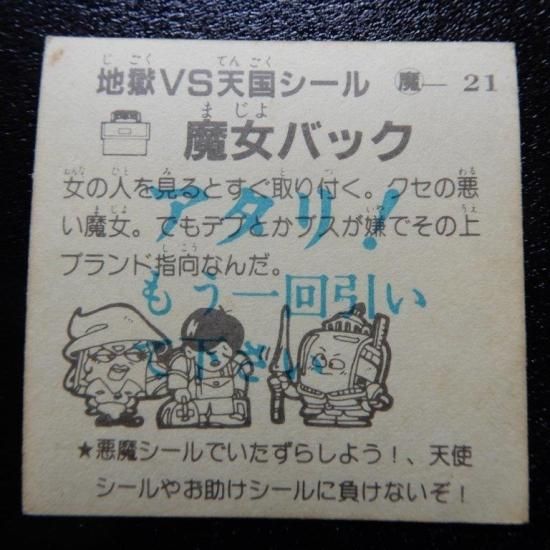 地獄VS天国シール 魔— 21
魔女バック
女の人を見るとすぐ取り付く。クセの悪
い魔女。でもデブとかブスが嫌でその上
ブランド指向なんだ。
アタリ!
もう一回引い
て下さい
★悪魔シールでいたずらしよう!、天使
シールやお助けシールに負けないぞ!